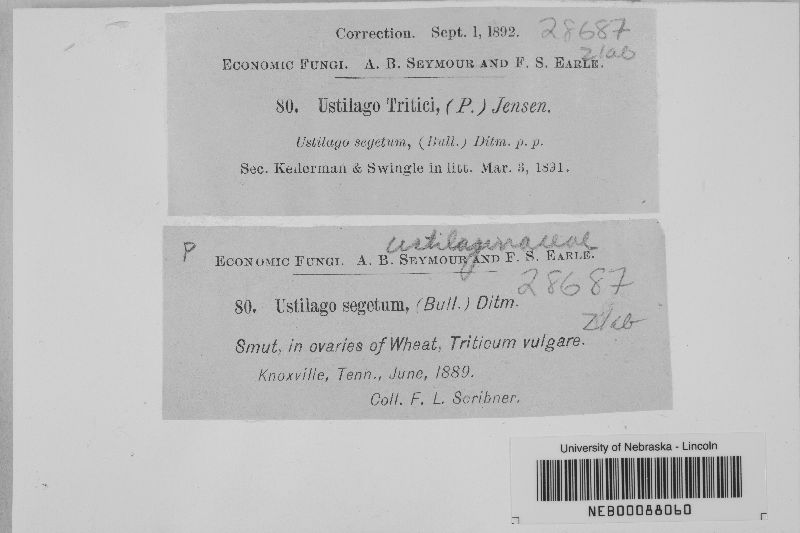 Correction. Sept. 1, 1892. 28687
Economic Fungi. A. B. Seymour and F. S. Earle.
21ab
80. Ustilago Tritici, (P.) Jensen.
Ustilago segetum, (Bull.) Ditm. p. p.
Sec. Kellerman & Swingle in litt. Mar. 3, 1891.
P Ustilaginaceae
Economic Fungi. A. B. Seymour and F. S. Earle.
28687
80. Ustilago segetum, (Bull.) Ditm.
21ab
Smut, in ovaries of Wheat, Triticum vulgare.
Knoxville, Tenn., June, 1889.
Coll. F. L. Scribner.
University of Nebraska - Lincoln
NEB00088060